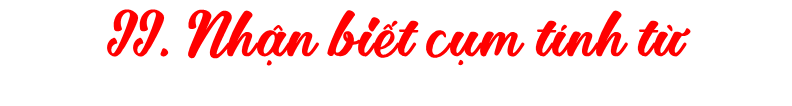 II. Nhận biết cụm tính từ